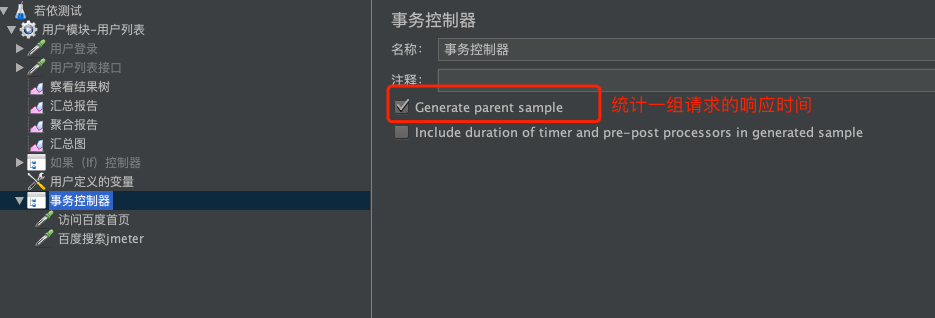 若依测试
用户模块-用户列表
用户登录
用户列表接口
察看结果树
汇总报告
聚合报告
汇总图
如果（If）控制器
用户定义的变量
事务控制器
访问百度首页
百度搜索jmeter
事务控制器
名称： 事务控制器
注释：
Generate parent sample 统计一组请求的响应时间
Include duration of timer and pre-post processors in generated sample